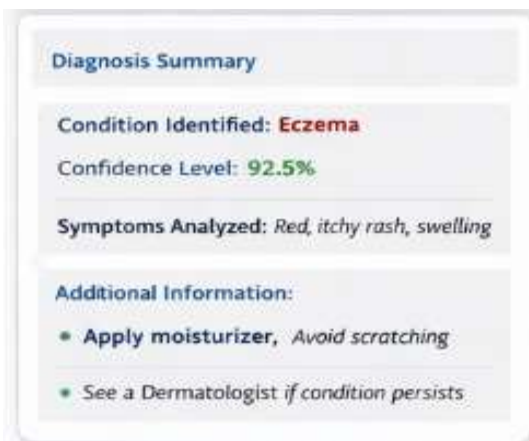 Diagnosis Summary
Condition Identified: Eczema
Confidence Level: 92.5%
Symptoms Analyzed: Red, itchy rash, swelling
Additional Information:
• Apply moisturizer, Avoid scratching
• See a Dermatologist if condition persists